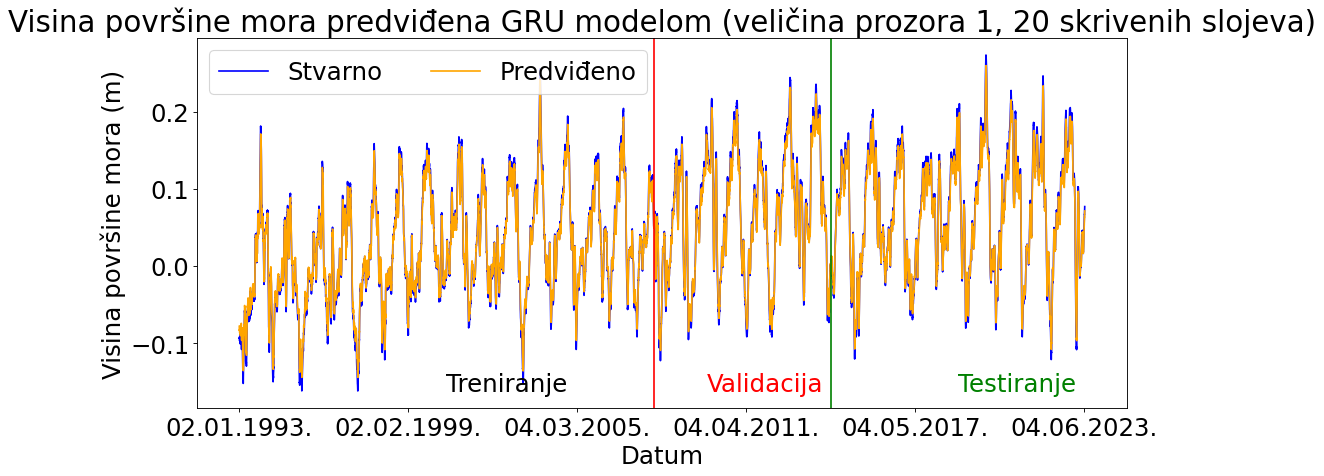 Visina površine mora predviđena GRU modelom (veličina prozora 1, 20 skrivenih slojeva)
Stvarno Predviđeno
Visina površine mora (m)
0.2
0.1
0.0
−0.1
Treniranje Validacija Testiranje
02.01.1993. 02.02.1999. 04.03.2005. 04.04.2011. 04.05.2017. 04.06.2023.
Datum